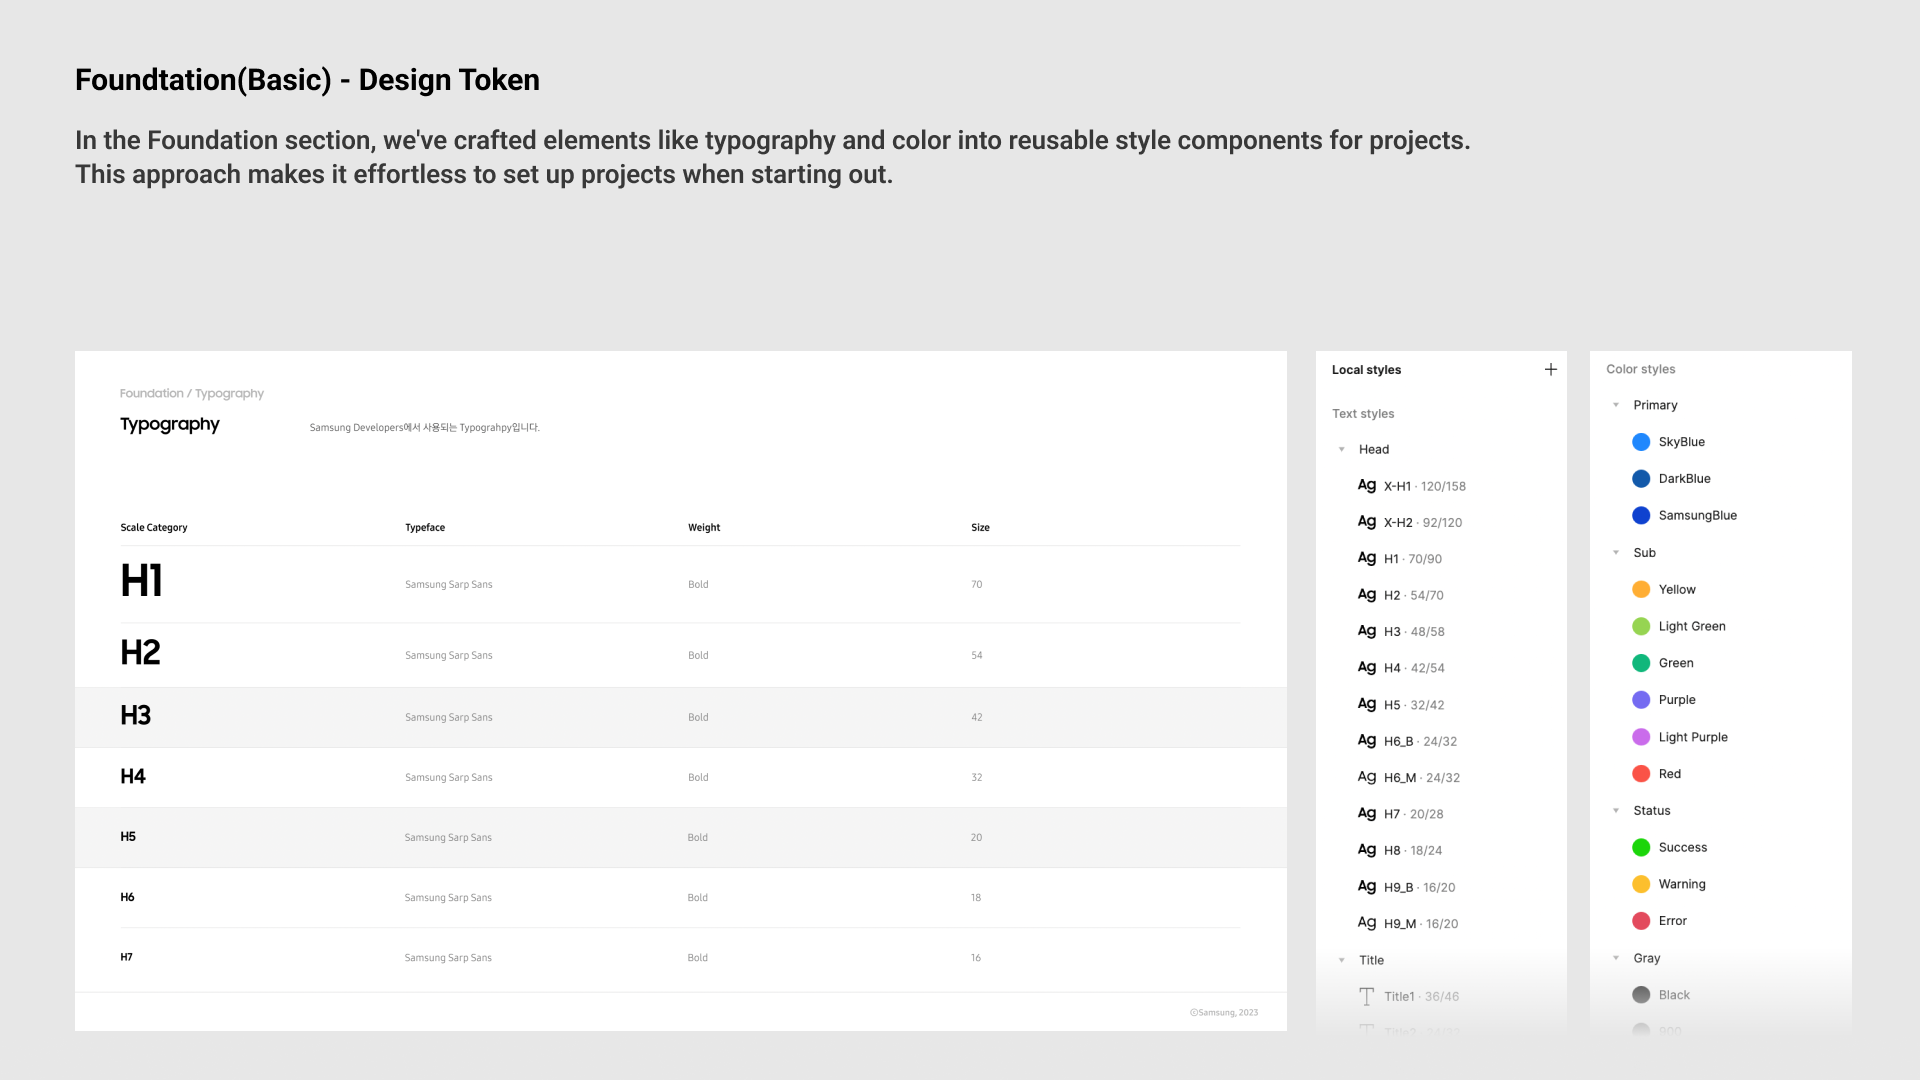 Foundtation(Basic) - Design Token
In the Foundation section, we've crafted elements like typography and color into reusable style components for projects.
This approach makes it effortless to set up projects when starting out.
Foundation / Typography
Typography
Samsung Developers에서 사용되는 Typograhpy입니다.
Scale Category Typeface Weight Size
H1 Samsung Sarp Sans Bold 70
H2 Samsung Sarp Sans Bold 54
H3 Samsung Sarp Sans Bold 42
H4 Samsung Sarp Sans Bold 32
H5 Samsung Sarp Sans Bold 20
H6 Samsung Sarp Sans Bold 18
H7 Samsung Sarp Sans Bold 16
©Samsung, 2023
Local styles +
Text styles
Head
Ag X-H1 · 120/158
Ag X-H2 · 92/120
Ag H1 · 70/90
Ag H2 · 54/70
Ag H3 · 48/58
Ag H4 · 42/54
Ag H5 · 32/42
Ag H6_B · 24/32
Ag H6_M · 24/32
Ag H7 · 20/28
Ag H8 · 18/24
Ag H9_B · 16/20
Ag H9_M · 16/20
Title
T Title1 · 36/46
T Title2
Color styles
Primary
SkyBlue
DarkBlue
SamsungBlue
Sub
Yellow
Light Green
Green
Purple
Light Purple
Red
Status
Success
Warning
Error
Gray
Black
900